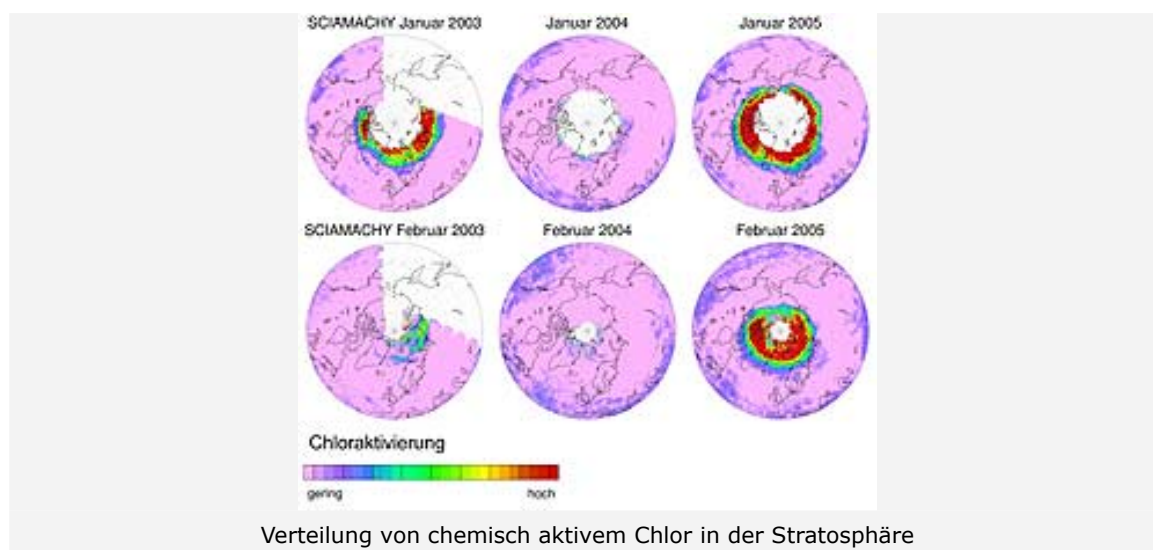 SCIAMACHY Januar 2003
Januar 2004
Januar 2005
SCIAMACHY Februar 2003
Februar 2004
Februar 2005
Chloraktivierung
gering
hoch
Verteilung von chemisch aktivem Chlor in der Stratosphäre